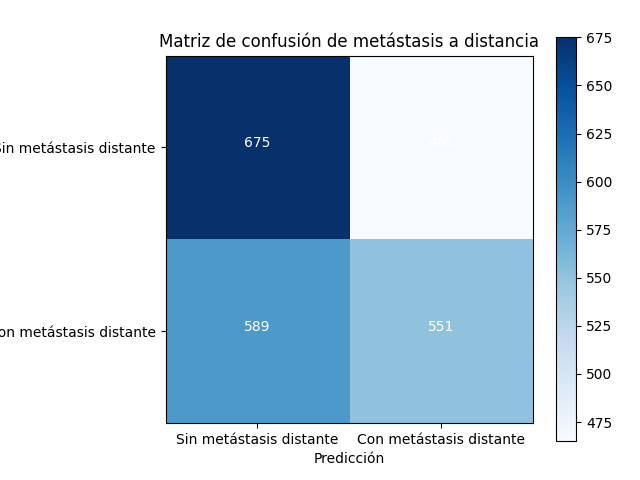 Matriz de confusión de metástasis a distancia
Sin metástasis distante
675
on metástasis distante
589
551
Sin metástasis distante
Con metástasis distante
Predicción
675
650
625
600
575
550
525
500
475